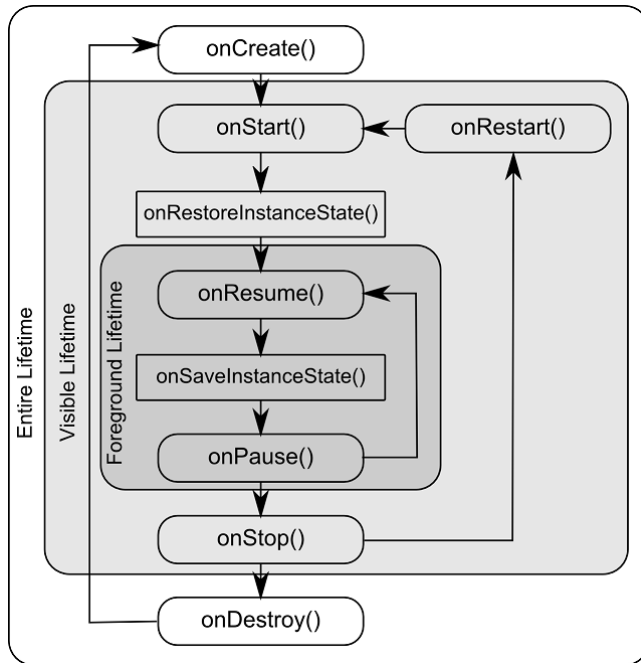 onCreate()
onStart()
onRestart()
onRestoreInstanceState()
onResume()
onSaveInstanceState()
onPause()
onStop()
onDestroy()
Entire Lifetime
Visible Lifetime
Foreground Lifetime